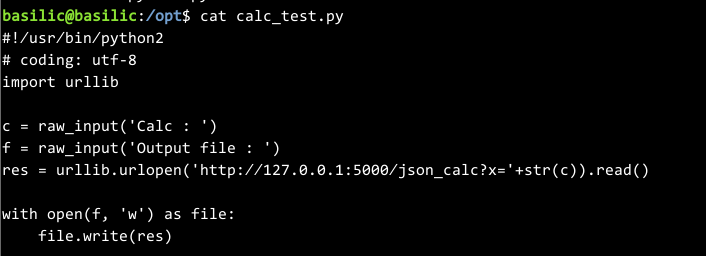 basilic@basilic:/opt$ cat calc_test.py
#!/usr/bin/python2
# coding: utf-8
import urllib

c = raw_input('Calc : ')
f = raw_input('Output file : ')
res = urllib.urlopen('http://127.0.0.1:5000/json_calc?x='+str(c)).read()

with open(f, 'w') as file:
    file.write(res)